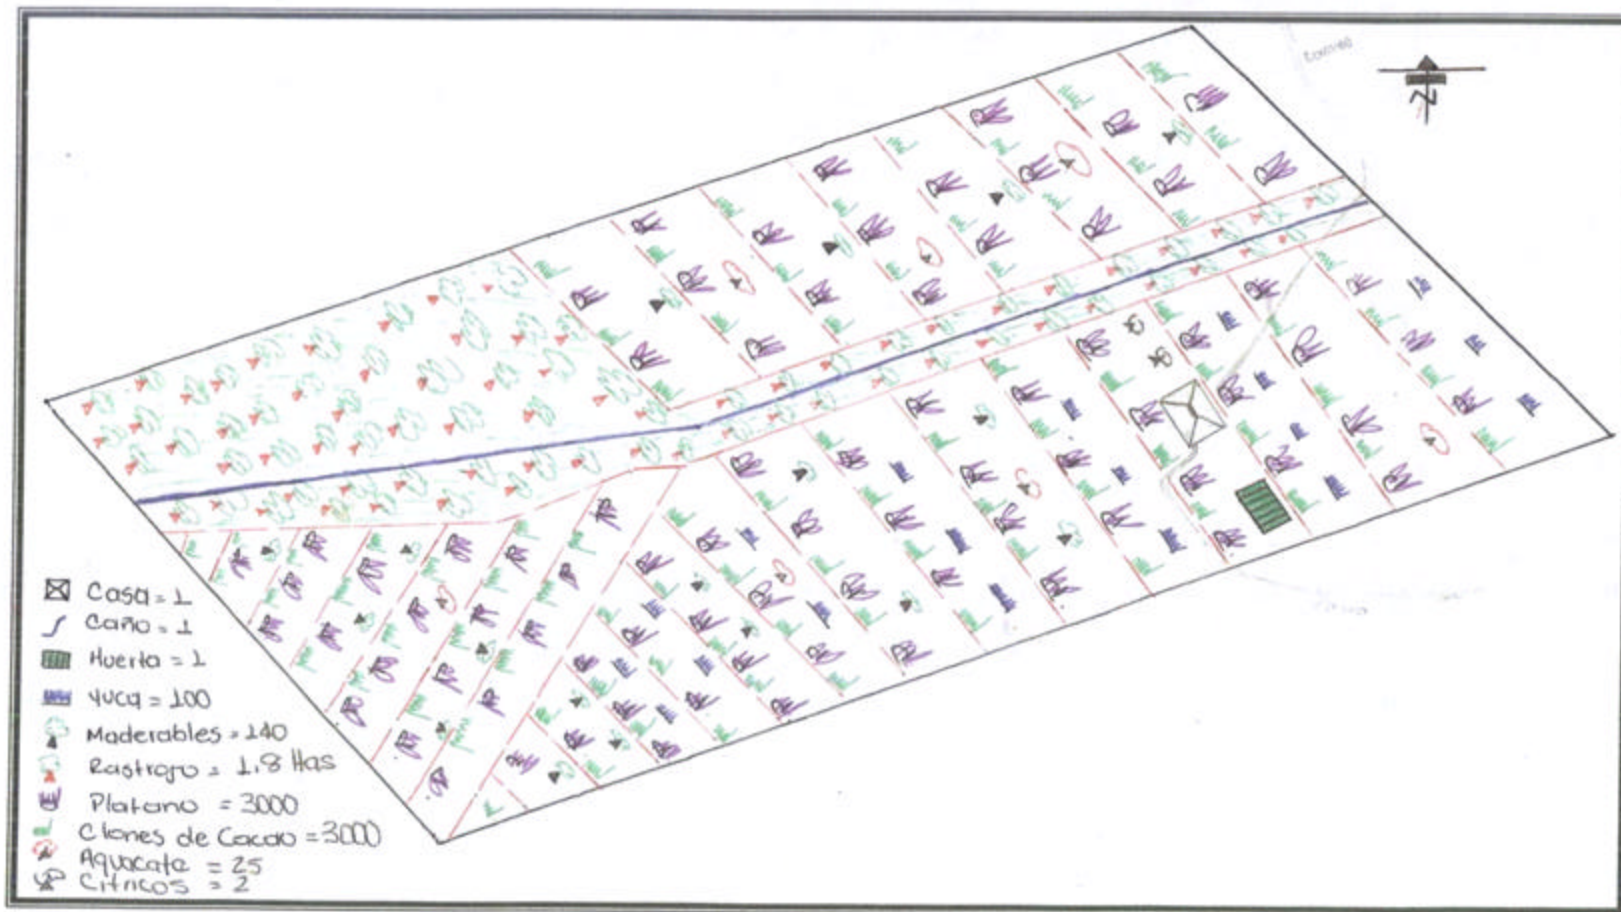 N
Casa = 1
Caño = 1
Huerta = 1
Yuca = 100
Maderables = 140
Rastrojo = 1.8 Has
Platano = 3000
Clones de Cacao = 3000
Aguacate = 25
Citricos = 2